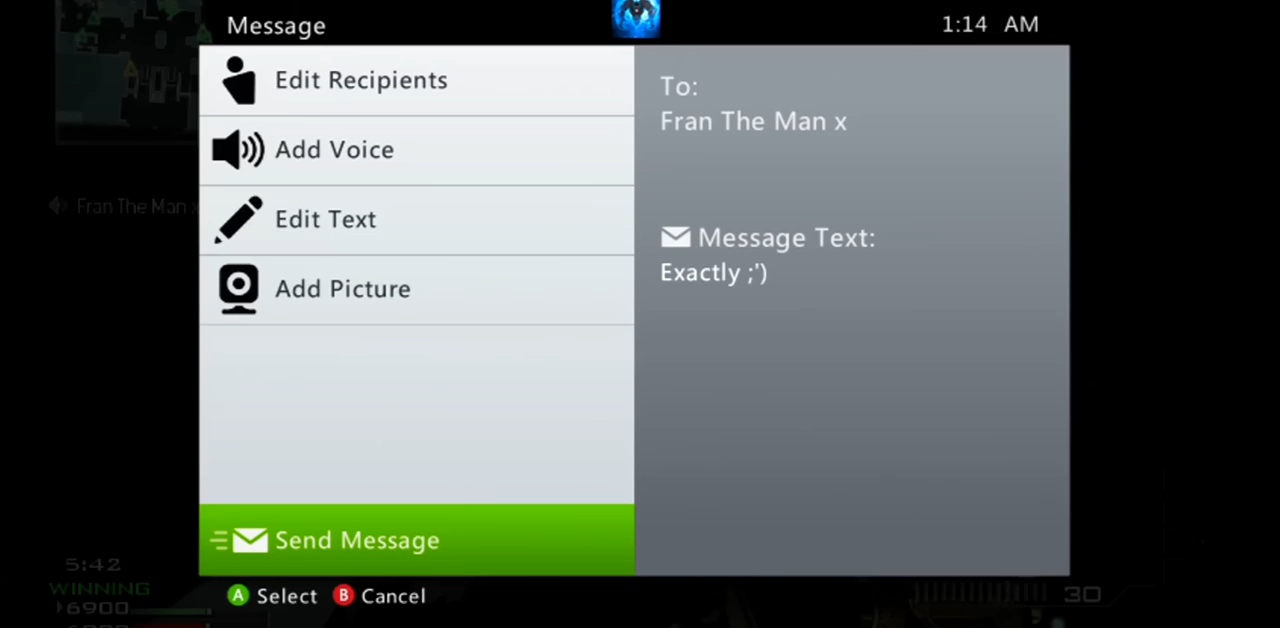 Message
1:14 AM
Edit Recipients
Add Voice
Edit Text
Add Picture
Send Message
To:
Fran The Man x
Message Text:
Exactly ;')
Select
Cancel
A
B
Fran The Man x
5:42
WINNING
6900
30